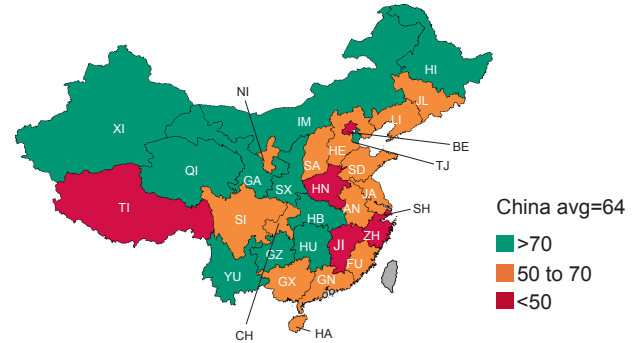 HI
JL
NI
XI
IM
LI
BE
HE
TJ
SA
QI
SD
GA
SX
HN
JA
TI
AN
SH
SI
HB
ZH
HU
JI
GZ
FU
YU
GX
GN
CH
HA
China avg=64
>70
50 to 70
<50